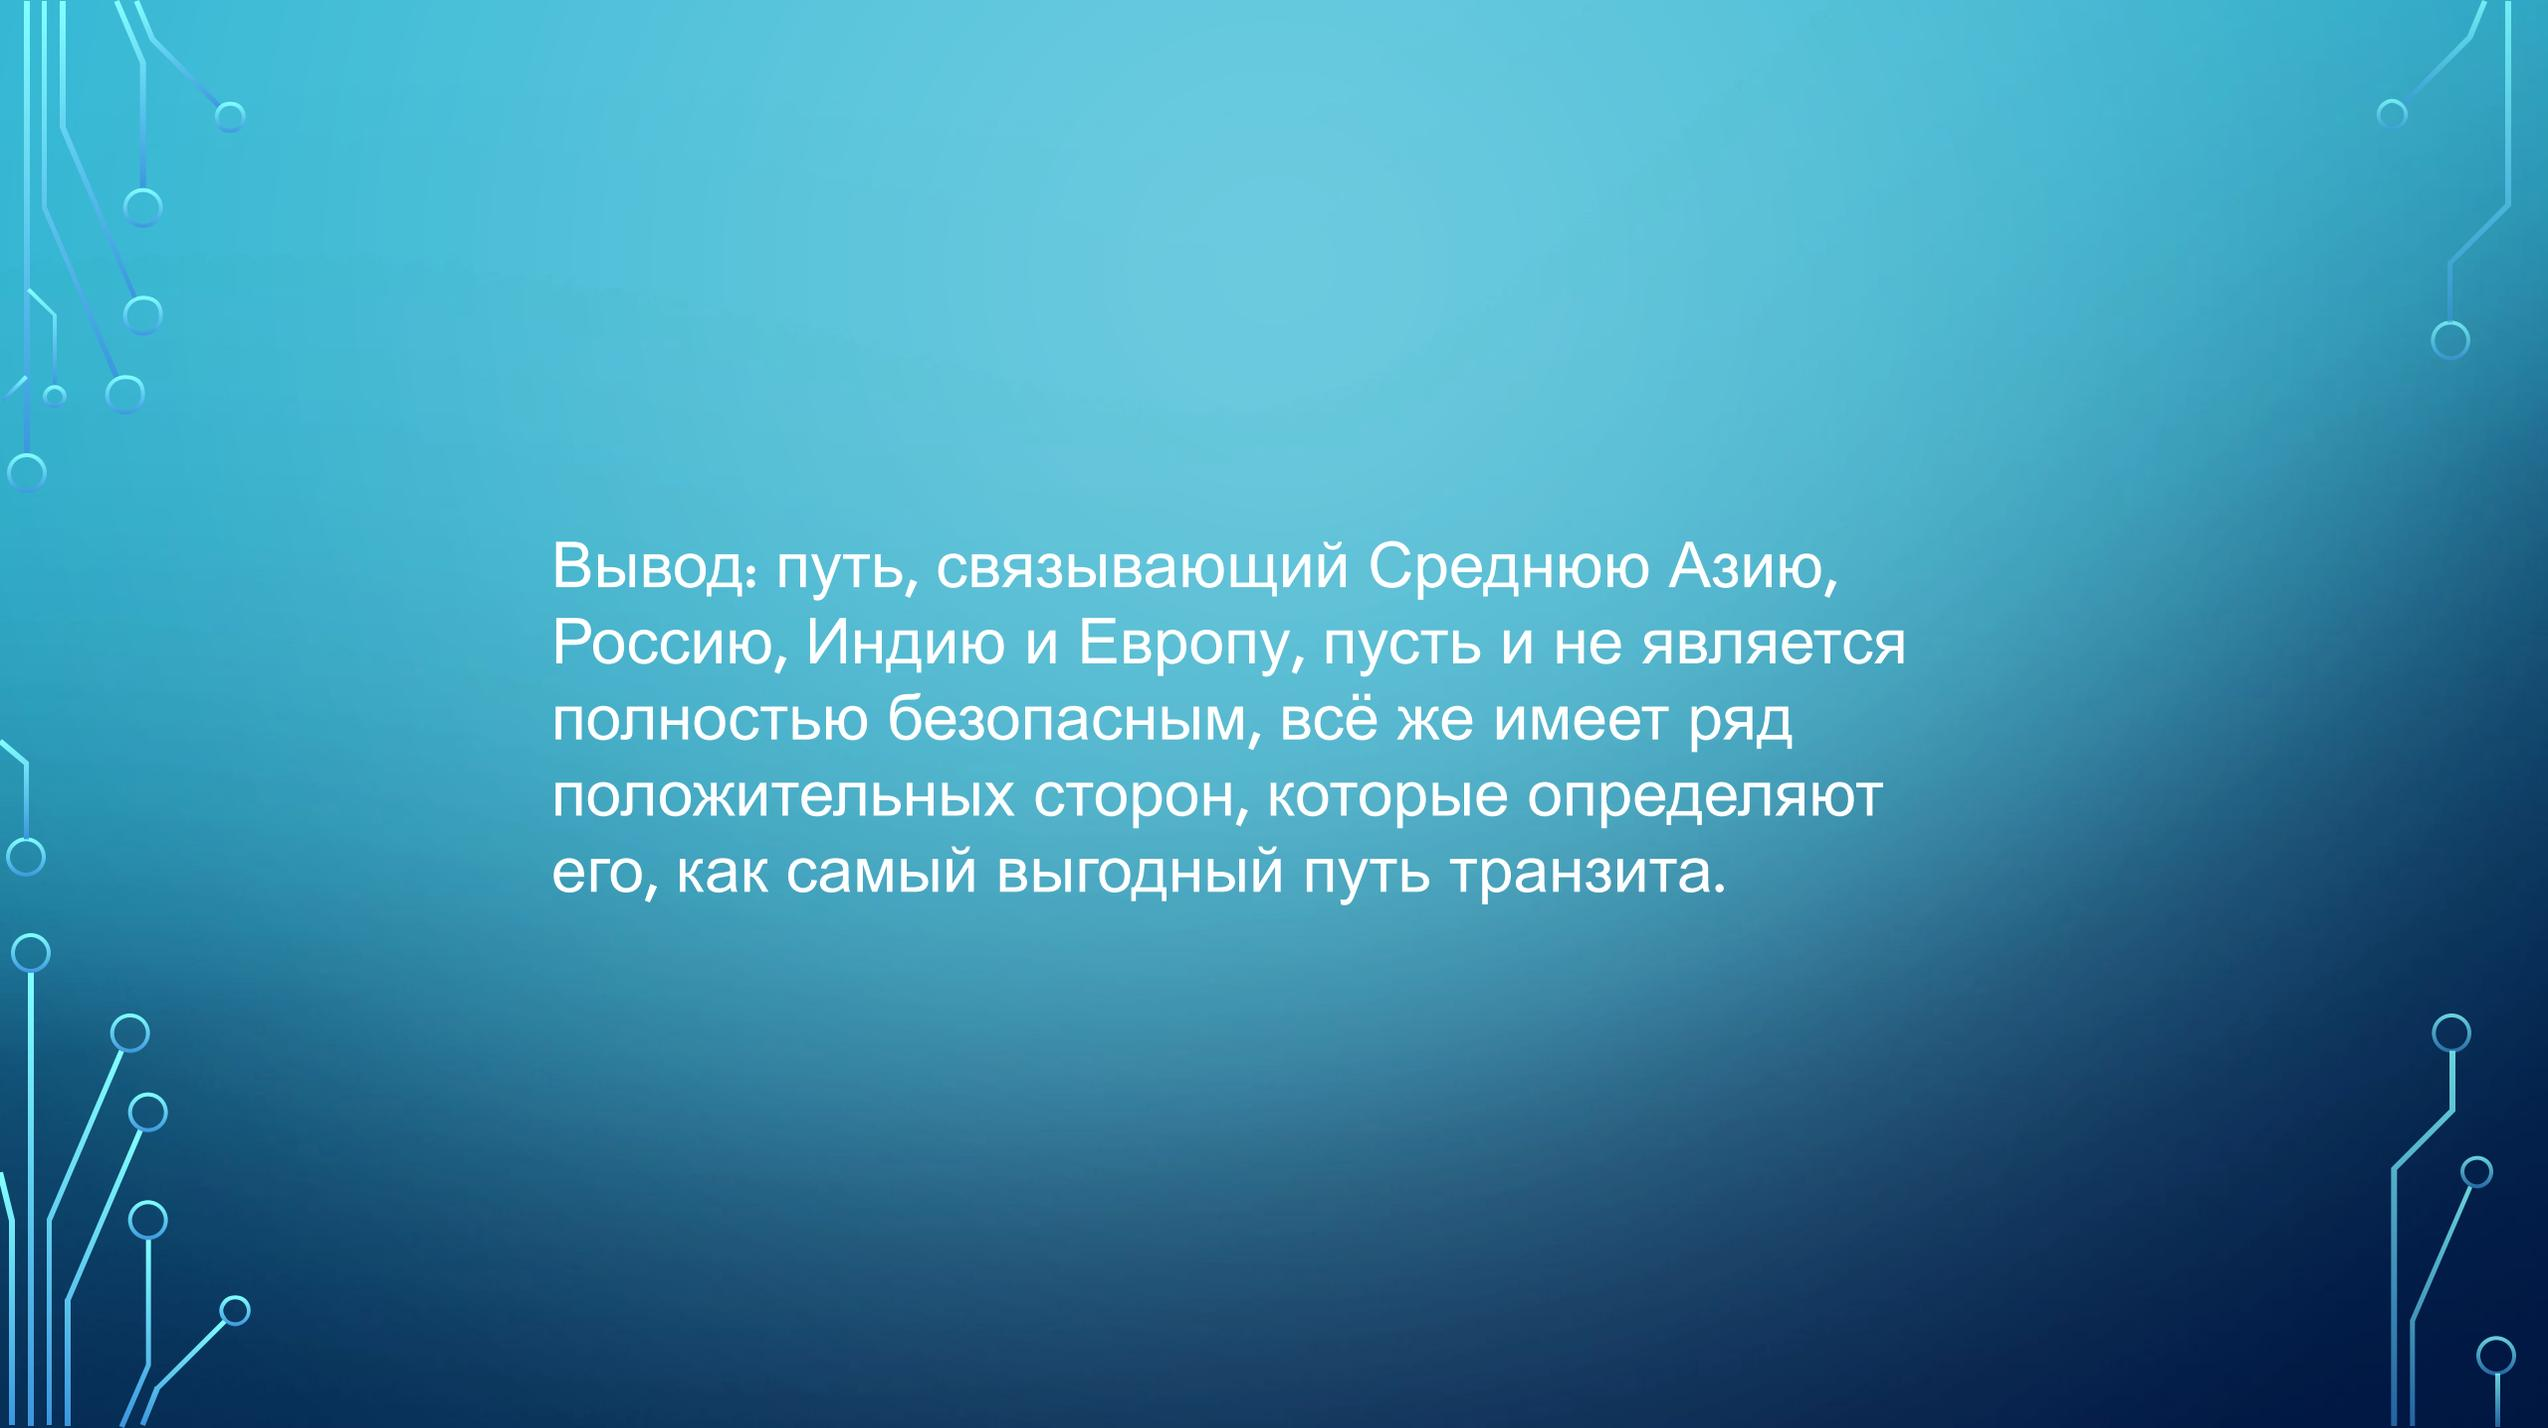 Вывод: путь, связывающий Среднюю Азию,
Россию, Индию и Европу, пусть и не является
полностью безопасным, всё же имеет ряд
положительных сторон, которые определяют
его, как самый выгодный путь транзита.